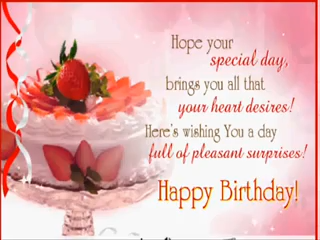 Hope your
special day,
brings you all that
your heart desires!
Here's wishing You a day
full of pleasant surprises!
Happy Birthday!